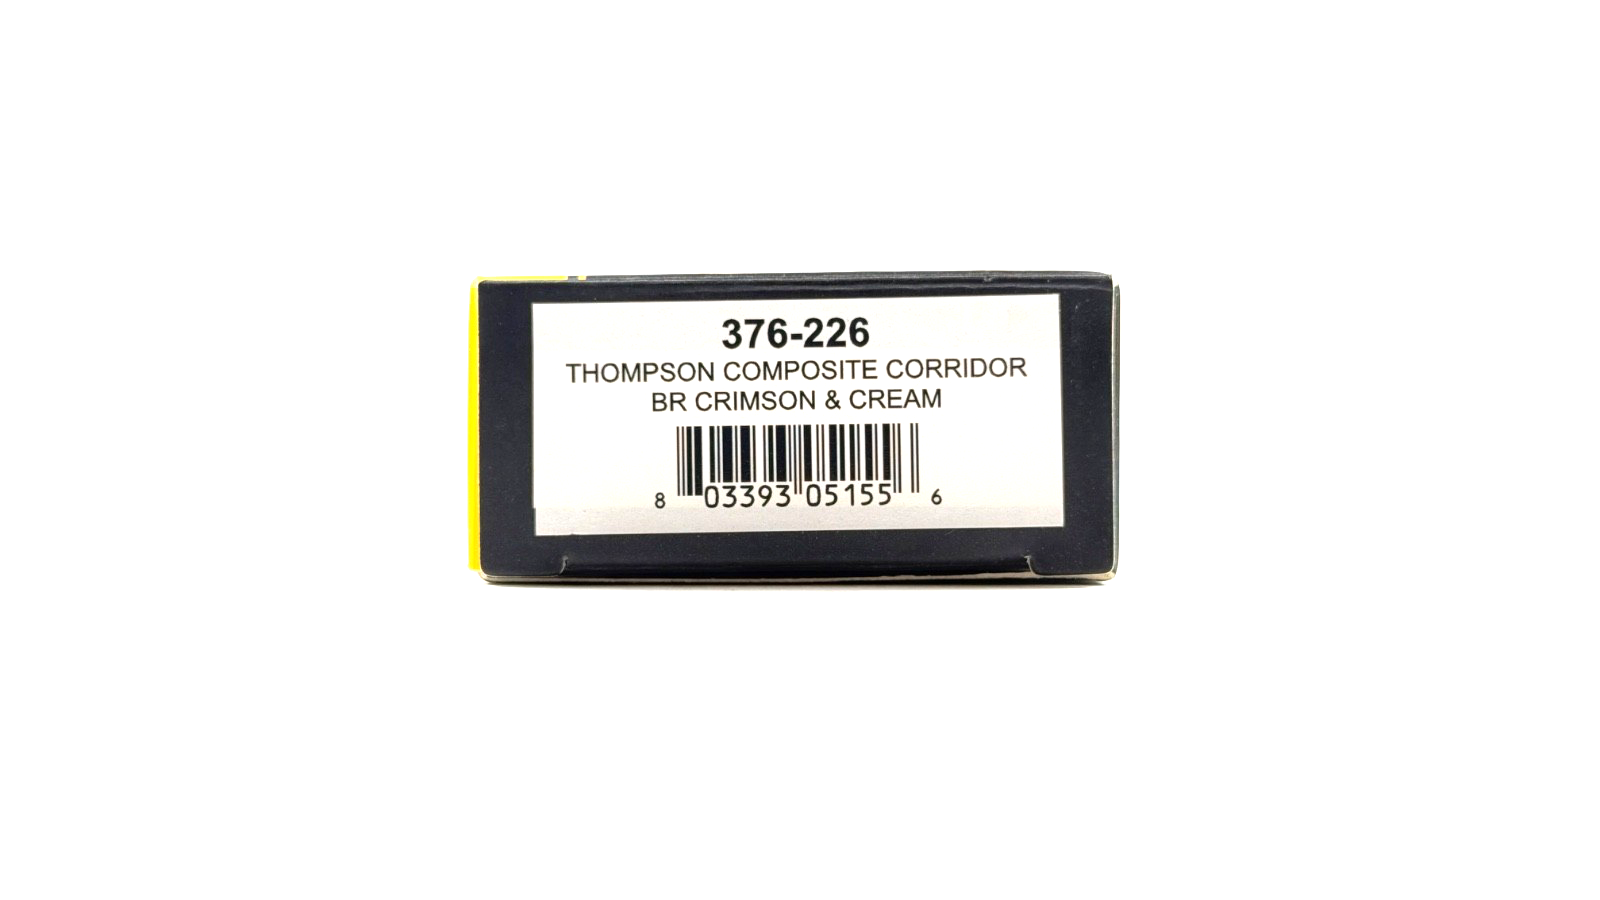 376-226
THOMPSON COMPOSITE CORRIDOR
BR CRIMSON & CREAM
8 03393 05155 6